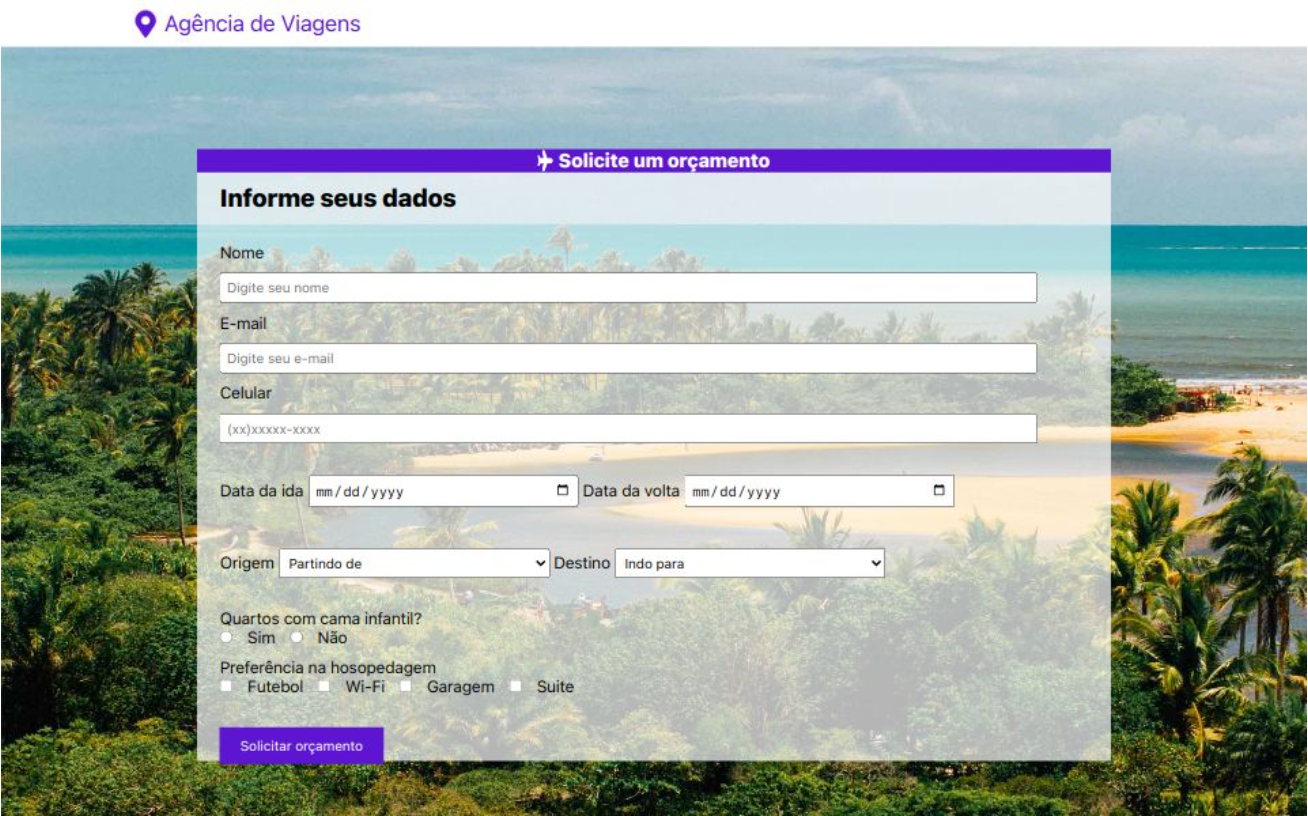 Agência de Viagens
Solicite um orçamento
Informe seus dados
Nome
Digite seu nome
E-mail
Digite seu e-mail
Celular
(xx)xxxxx-xxxx
Data da ida mm/dd/yyyy Data da volta mm/dd/yyyy
Origem Partindo de Destino Indo para
Quartos com cama infantil?
Sim Não
Preferência na hosopedagem
Futebol Wi-Fi Garagem Suite
Solicitar orçamento